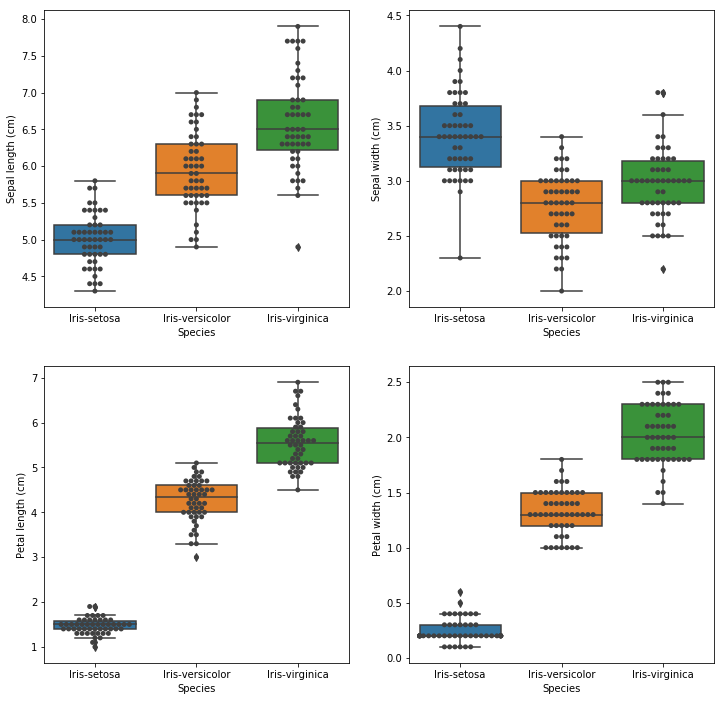 Sepal length (cm)
8.0
7.5
7.0
6.5
6.0
5.5
5.0
4.5
Iris-setosa Iris-versicolor Iris-virginica
Species
Sepal width (cm)
4.5
4.0
3.5
3.0
2.5
2.0
Iris-setosa Iris-versicolor Iris-virginica
Species
Petal length (cm)
7
6
5
4
3
2
1
Iris-setosa Iris-versicolor Iris-virginica
Species
Petal width (cm)
2.5
2.0
1.5
1.0
0.5
0.0
Iris-setosa Iris-versicolor Iris-virginica
Species